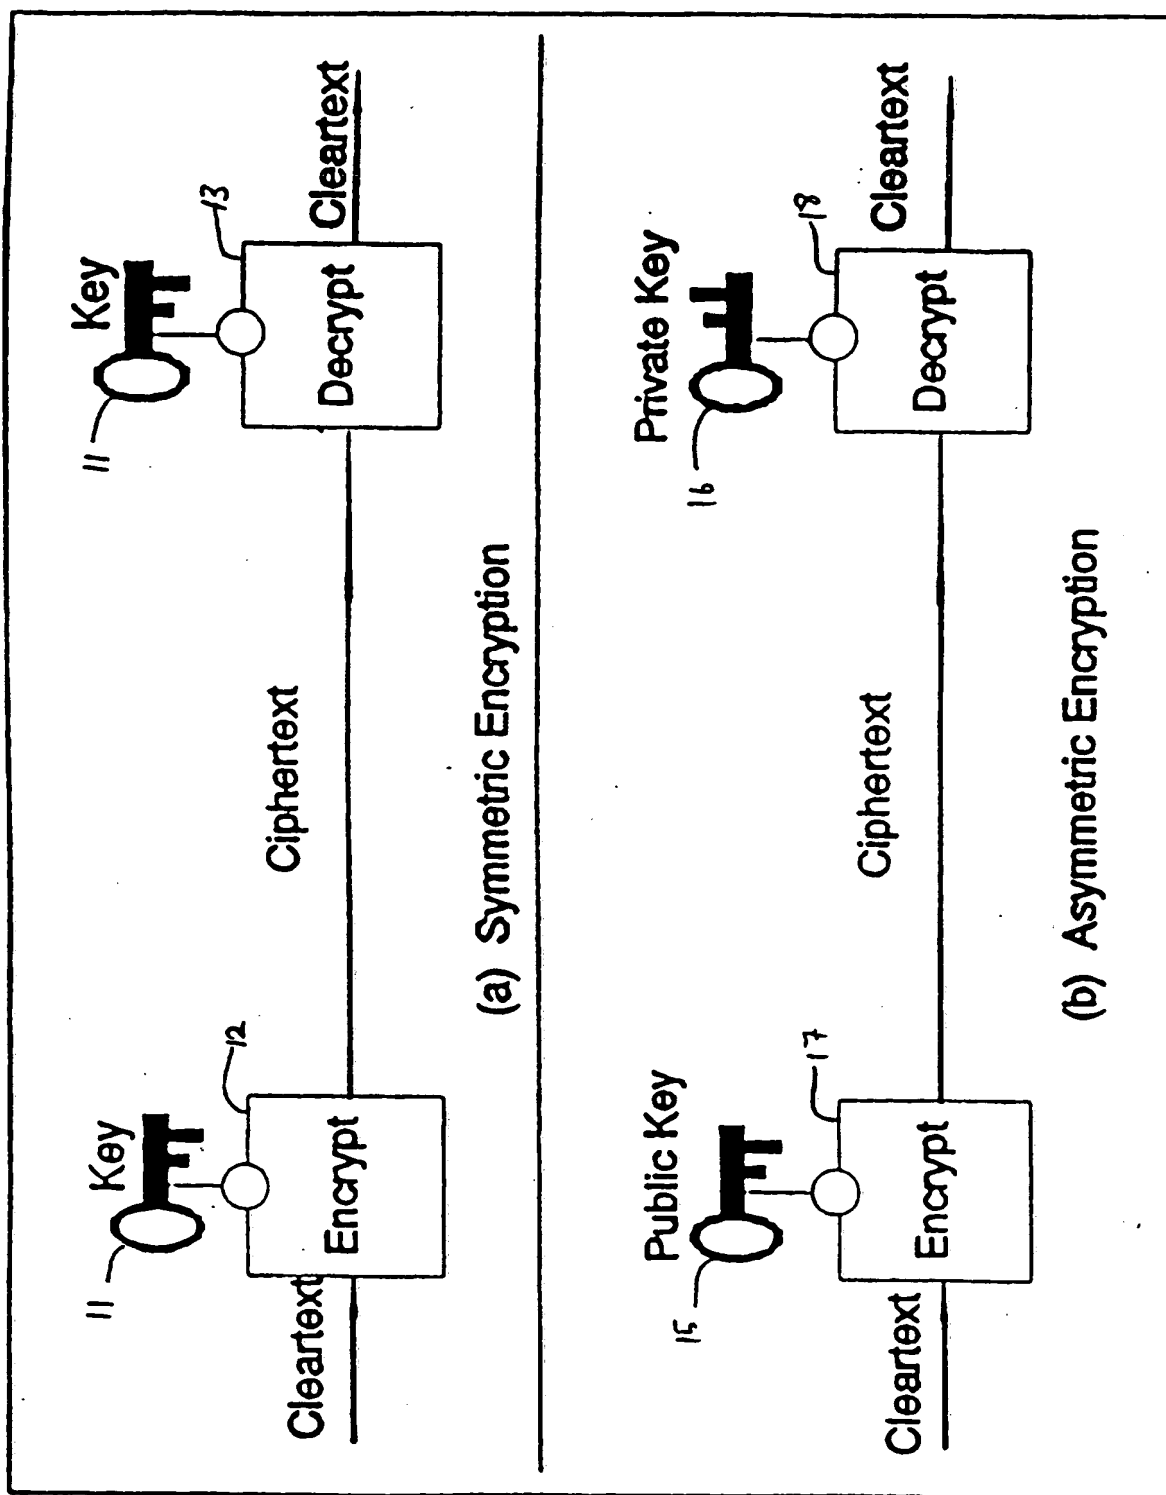 Key
Key
11
12
11
13
Cleartext
Encrypt
Ciphertext
Decrypt
Cleartext
(a) Symmetric Encryption
Public Key
Private Key
15
17
16
18
Cleartext
Encrypt
Ciphertext
Decrypt
Cleartext
(b) Asymmetric Encryption